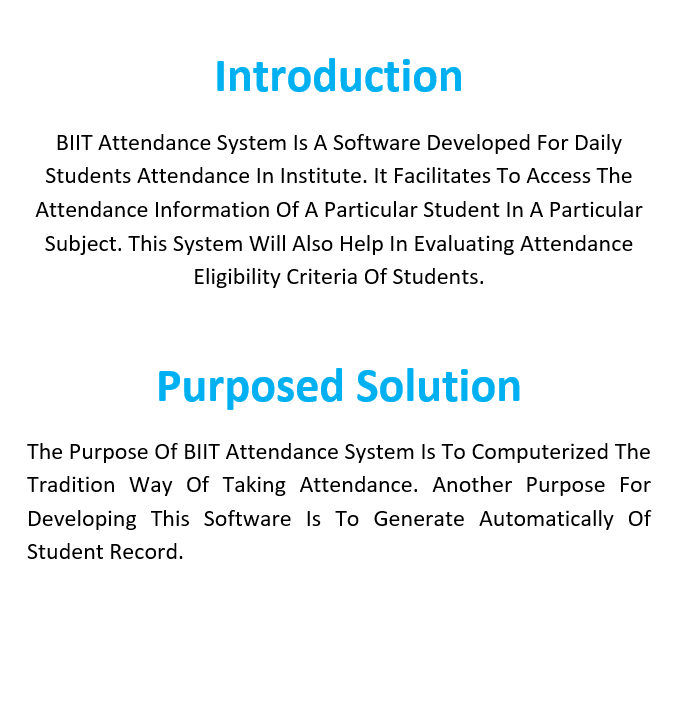 Introduction
BIIT Attendance System Is A Software Developed For Daily
Students Attendance In Institute. It Facilitates To Access The
Attendance Information Of A Particular Student In A Particular
Subject. This System Will Also Help In Evaluating Attendance
Eligibility Criteria Of Students.
Purposed Solution
The Purpose Of BIIT Attendance System Is To Computerized The
Tradition Way Of Taking Attendance. Another Purpose For
Developing This Software Is To Generate Automatically Of
Student Record.